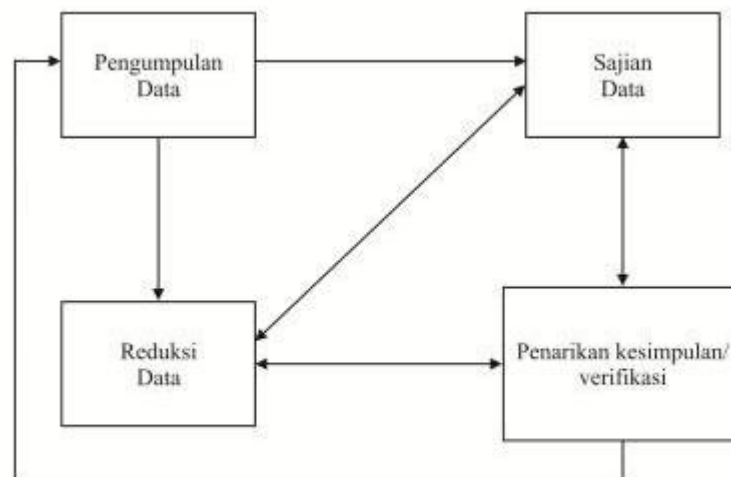 Pengumpulan
Data
Sajian
Data
Reduksi
Data
Penarikan kesimpulan/
verifikasi